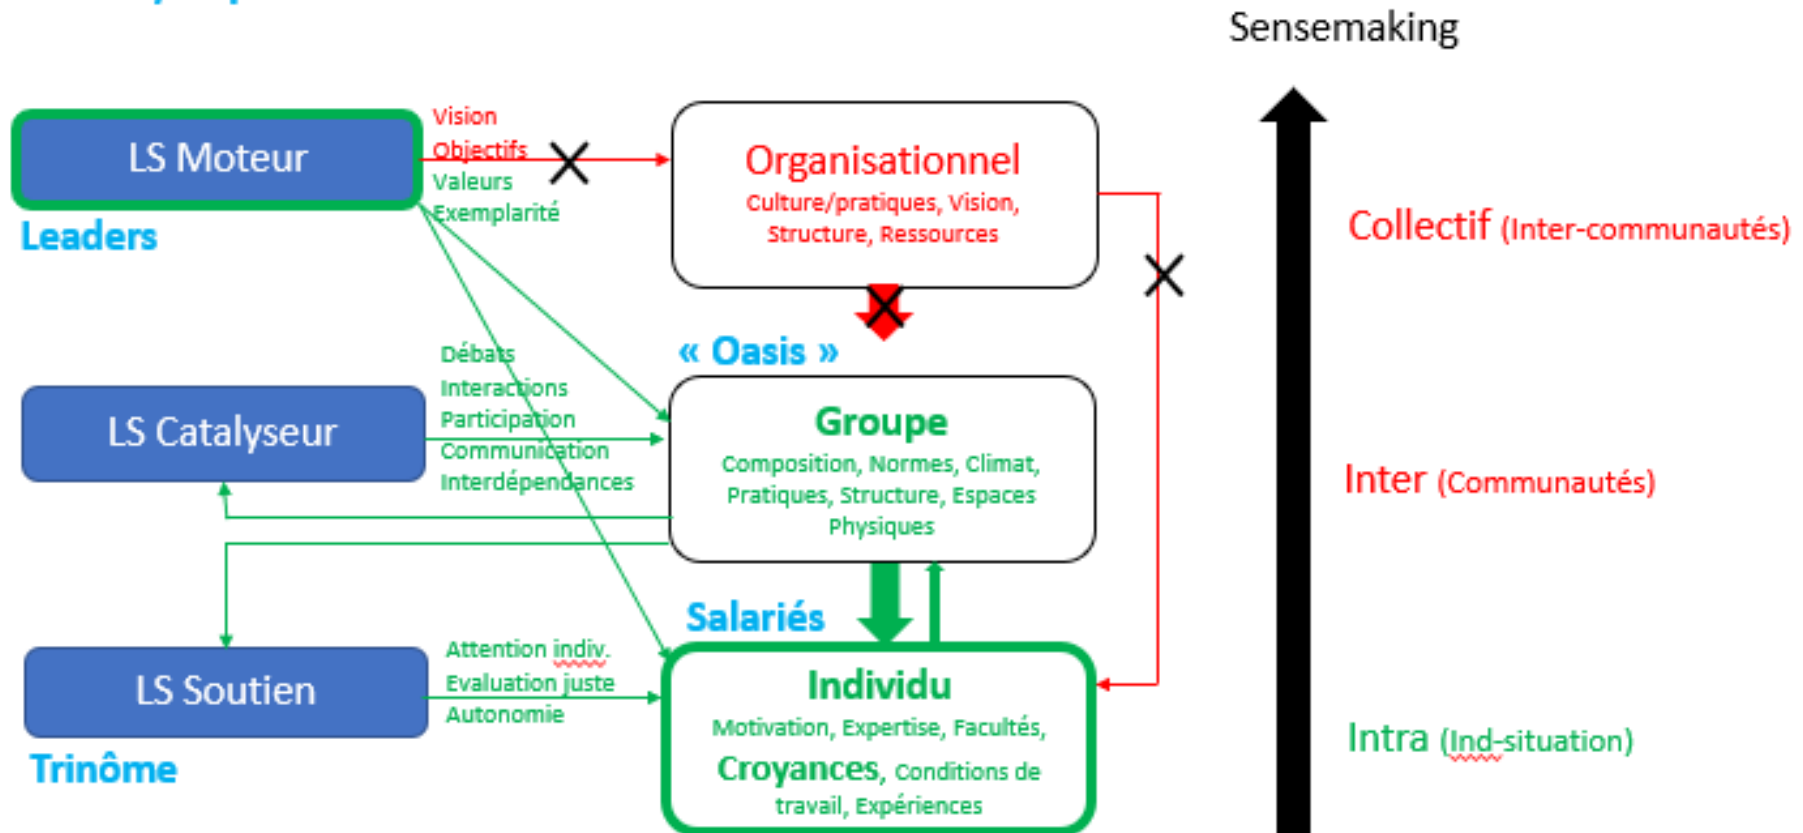 Sensemaking
LS Moteur
Leaders
Vision
Objectifs
Valeurs
Exemplarité
Organisationnel
Culture/pratiques, Vision,
Structure, Ressources
Collectif (Inter-communautés)
« Oasis »
LS Catalyseur
Débats
Interactions
Participation
Communication
Interdépendances
Groupe
Composition, Normes, Climat,
Pratiques, Structure, Espaces
Physiques
Inter (Communautés)
Salariés
LS Soutien
Trinôme
Attention indiv.
Evaluation juste
Autonomie
Individu
Motivation, Expertise, Facultés,
Croyances, Conditions de
travail, Expériences
Intra (Ind-situation)